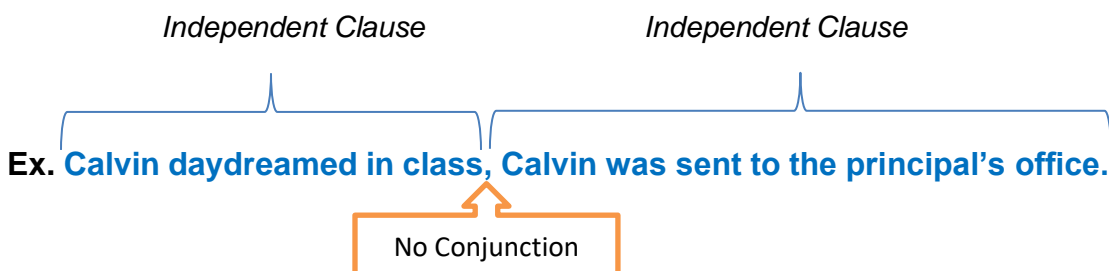 Independent Clause Independent Clause
Ex. Calvin daydreamed in class, Calvin was sent to the principal’s office.
No Conjunction